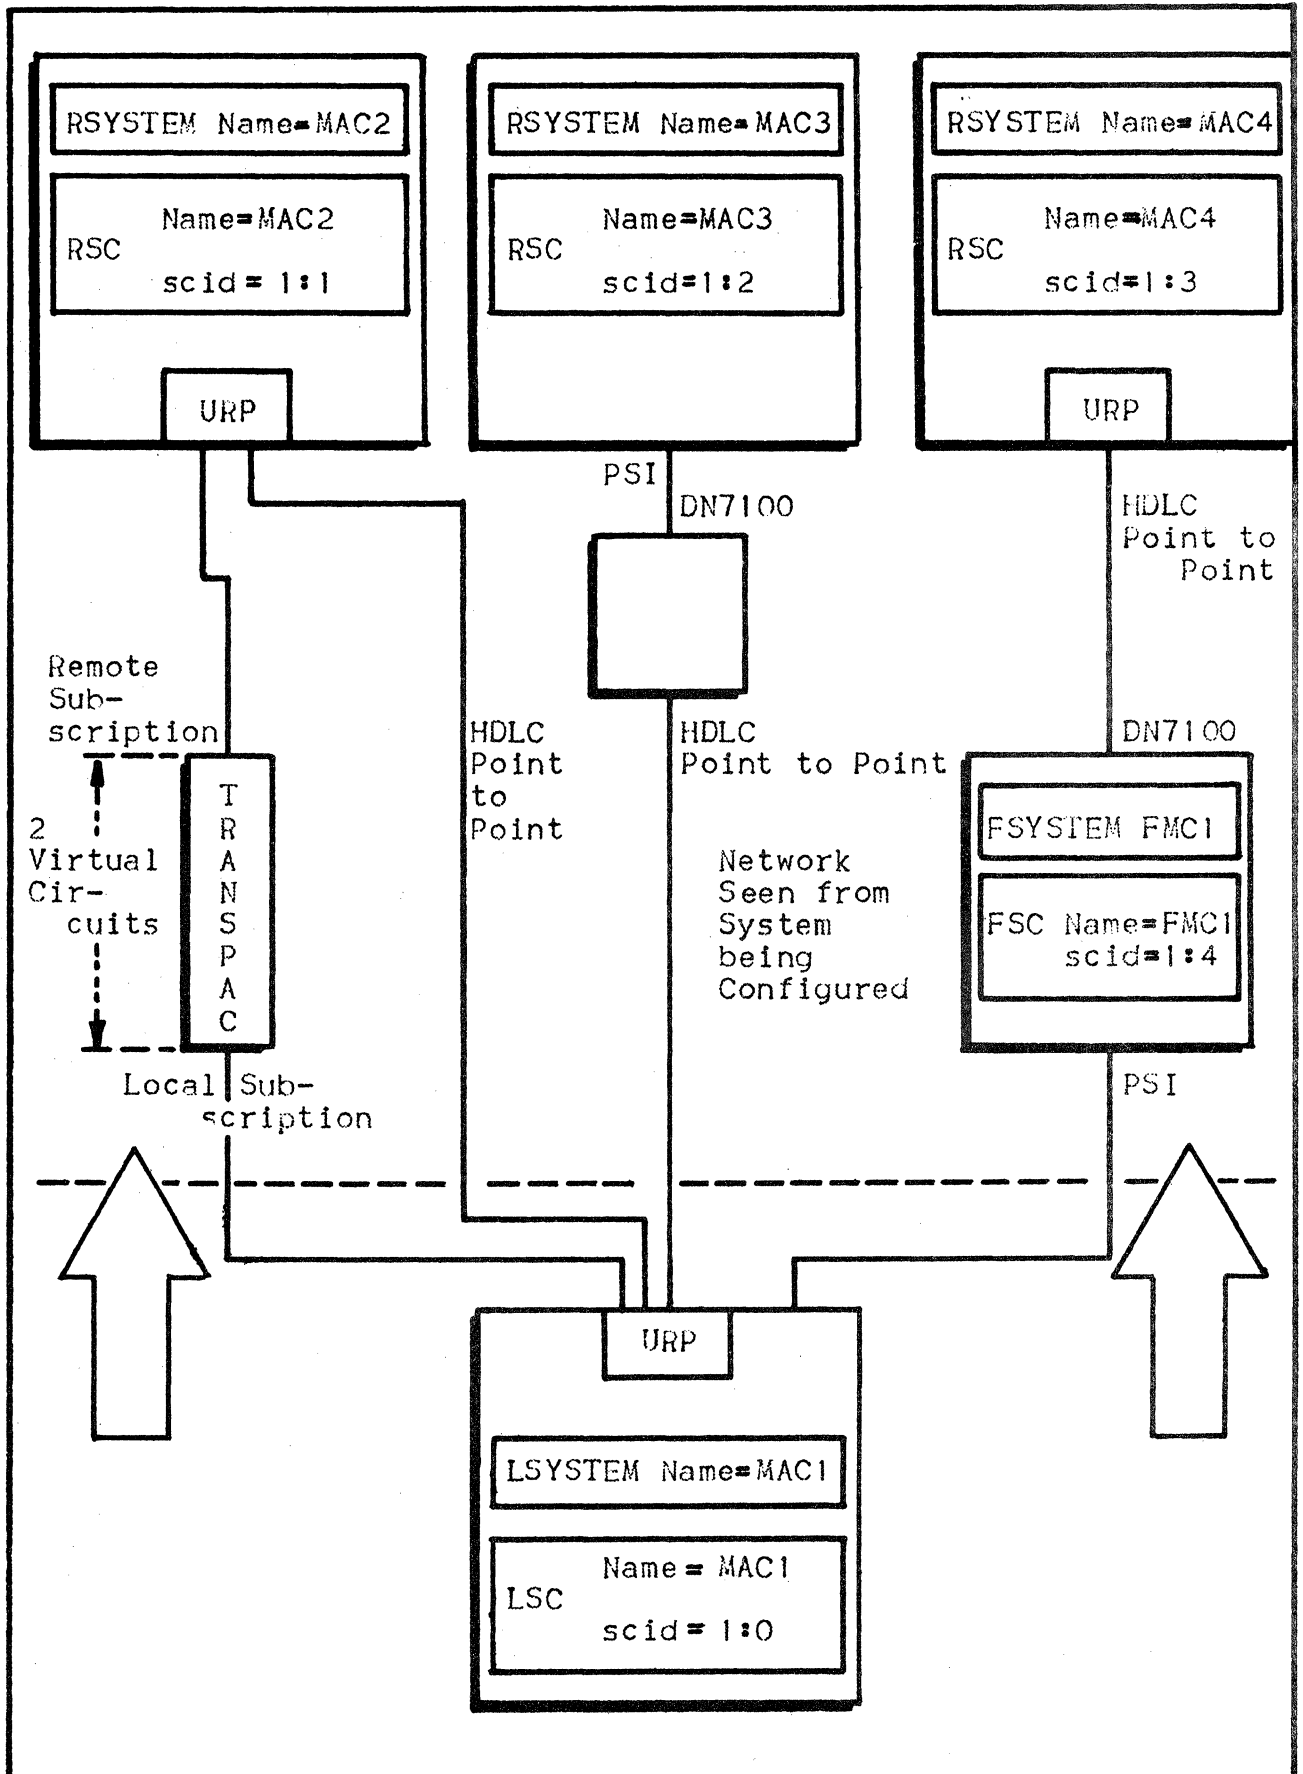 RSYSTEM Name=MAC2
Name=MAC2
RSC
scid= 1:1
URP
RSYSTEM Name=MAC3
Name=MAC3
RSC
scid=1:2
RSYSTEM Name=MAC4
Name=MAC4
RSC
scid=1:3
URP
PSI
DN7100
HDLC
Point to
Point
Remote
Sub-
scription
HDLC
Point
to
Point
HDLC
Point to Point
DN7100
2
Virtual
Cir-
cuits
TRANSPAC
FSYSTEM FMC1
FSC Name=FMC1
scid=1:4
Network
Seen from
System
being
Configured
Local Sub-
scription
PSI
URP
LSYSTEM Name=MAC1
Name= MAC1
LSC
scid= 1:0